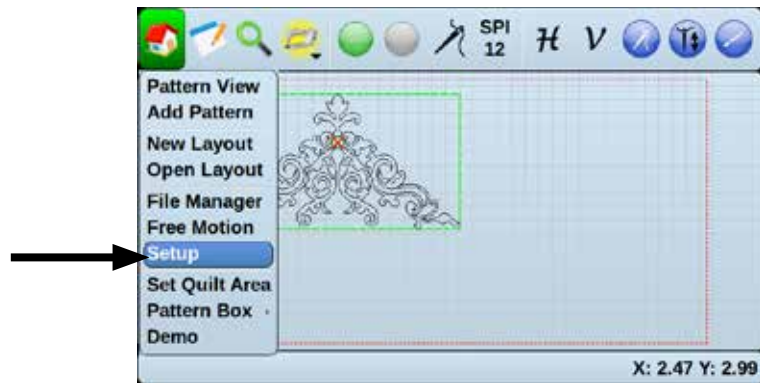 SPI
12
H V
Pattern View
Add Pattern
New Layout
Open Layout
File Manager
Free Motion
Setup
Set Quilt Area
Pattern Box
Demo
X: 2.47 Y: 2.99